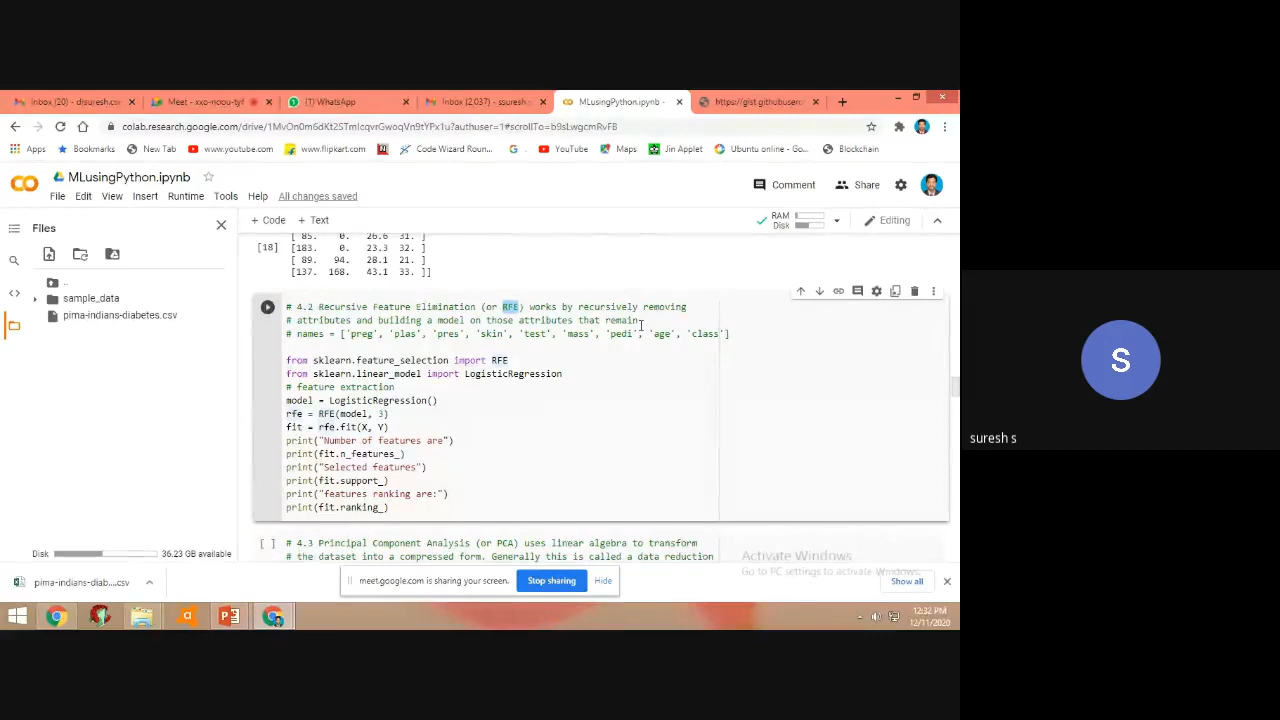 Inbox (20) - dsuresh.cse
Meet - xxo-nciou-tyf
(1) WhatsApp
Inbox (2,037) - ssuresh.
MLusingPython.ipynb -
https://gist.githubuserc
Apps
Bookmarks
New Tab
www.youtube.com
www.flipkart.com
Code Wizard Roun...
G .
YouTube
Maps
Jin Applet
Ubuntu online - Go...
Blockchain
MLusingPython.ipynb
Comment
Share
File Edit View Insert Runtime Tools Help All changes saved
Files
+ Code + Text
RAM
Disk
Editing
[ 85. 0. 26.6 31. ]
[18] [183. 0. 23.3 32. ]
[ 89. 94. 28.1 21. ]
[137. 168. 43.1 33. ]]
..
sample_data
pima-indians-diabetes.csv
# 4.2 Recursive Feature Elimination (or RFE) works by recursively removing
# attributes and building a model on those attributes that remain
# names = ['preg', 'plas', 'pres', 'skin', 'test', 'mass', 'pedi', 'age', 'class']
from sklearn.feature_selection import RFE
from sklearn.linear_model import LogisticRegression
# feature extraction
model = LogisticRegression()
rfe = RFE(model, 3)
fit = rfe.fit(X, Y)
print("Number of features are")
print(fit.n_features_)
print("Selected features")
print(fit.support_)
print("features ranking are:")
print(fit.ranking_)
[ ] # 4.3 Principal Component Analysis (or PCA) uses linear algebra to transform
# the dataset into a compressed form. Generally this is called a data reduction
Disk 36.23 GB available
Activate Windows
Go to PC settings to activate Windows.
meet.google.com is sharing your screen.
Stop sharing
Hide
pima-indians-diab....csv
Show all
12:32 PM
12/11/2020
S
suresh s